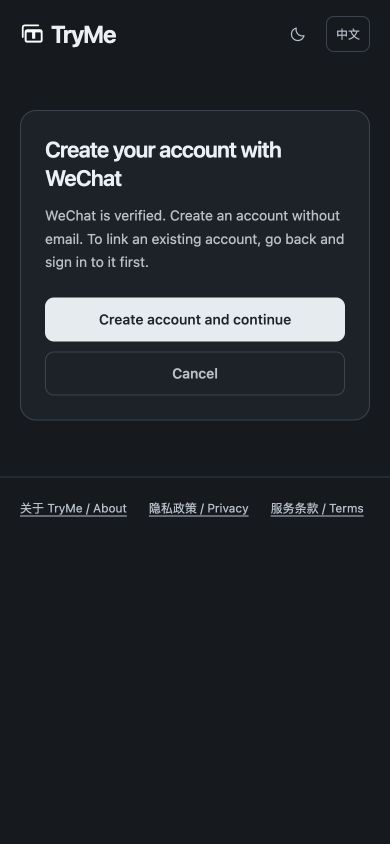 TryMe
中文
Create your account with
WeChat
WeChat is verified. Create an account without
email. To link an existing account, go back and
sign in to it first.
Create account and continue
Cancel
关于 TryMe / About 隐私政策 / Privacy 服务条款 / Terms